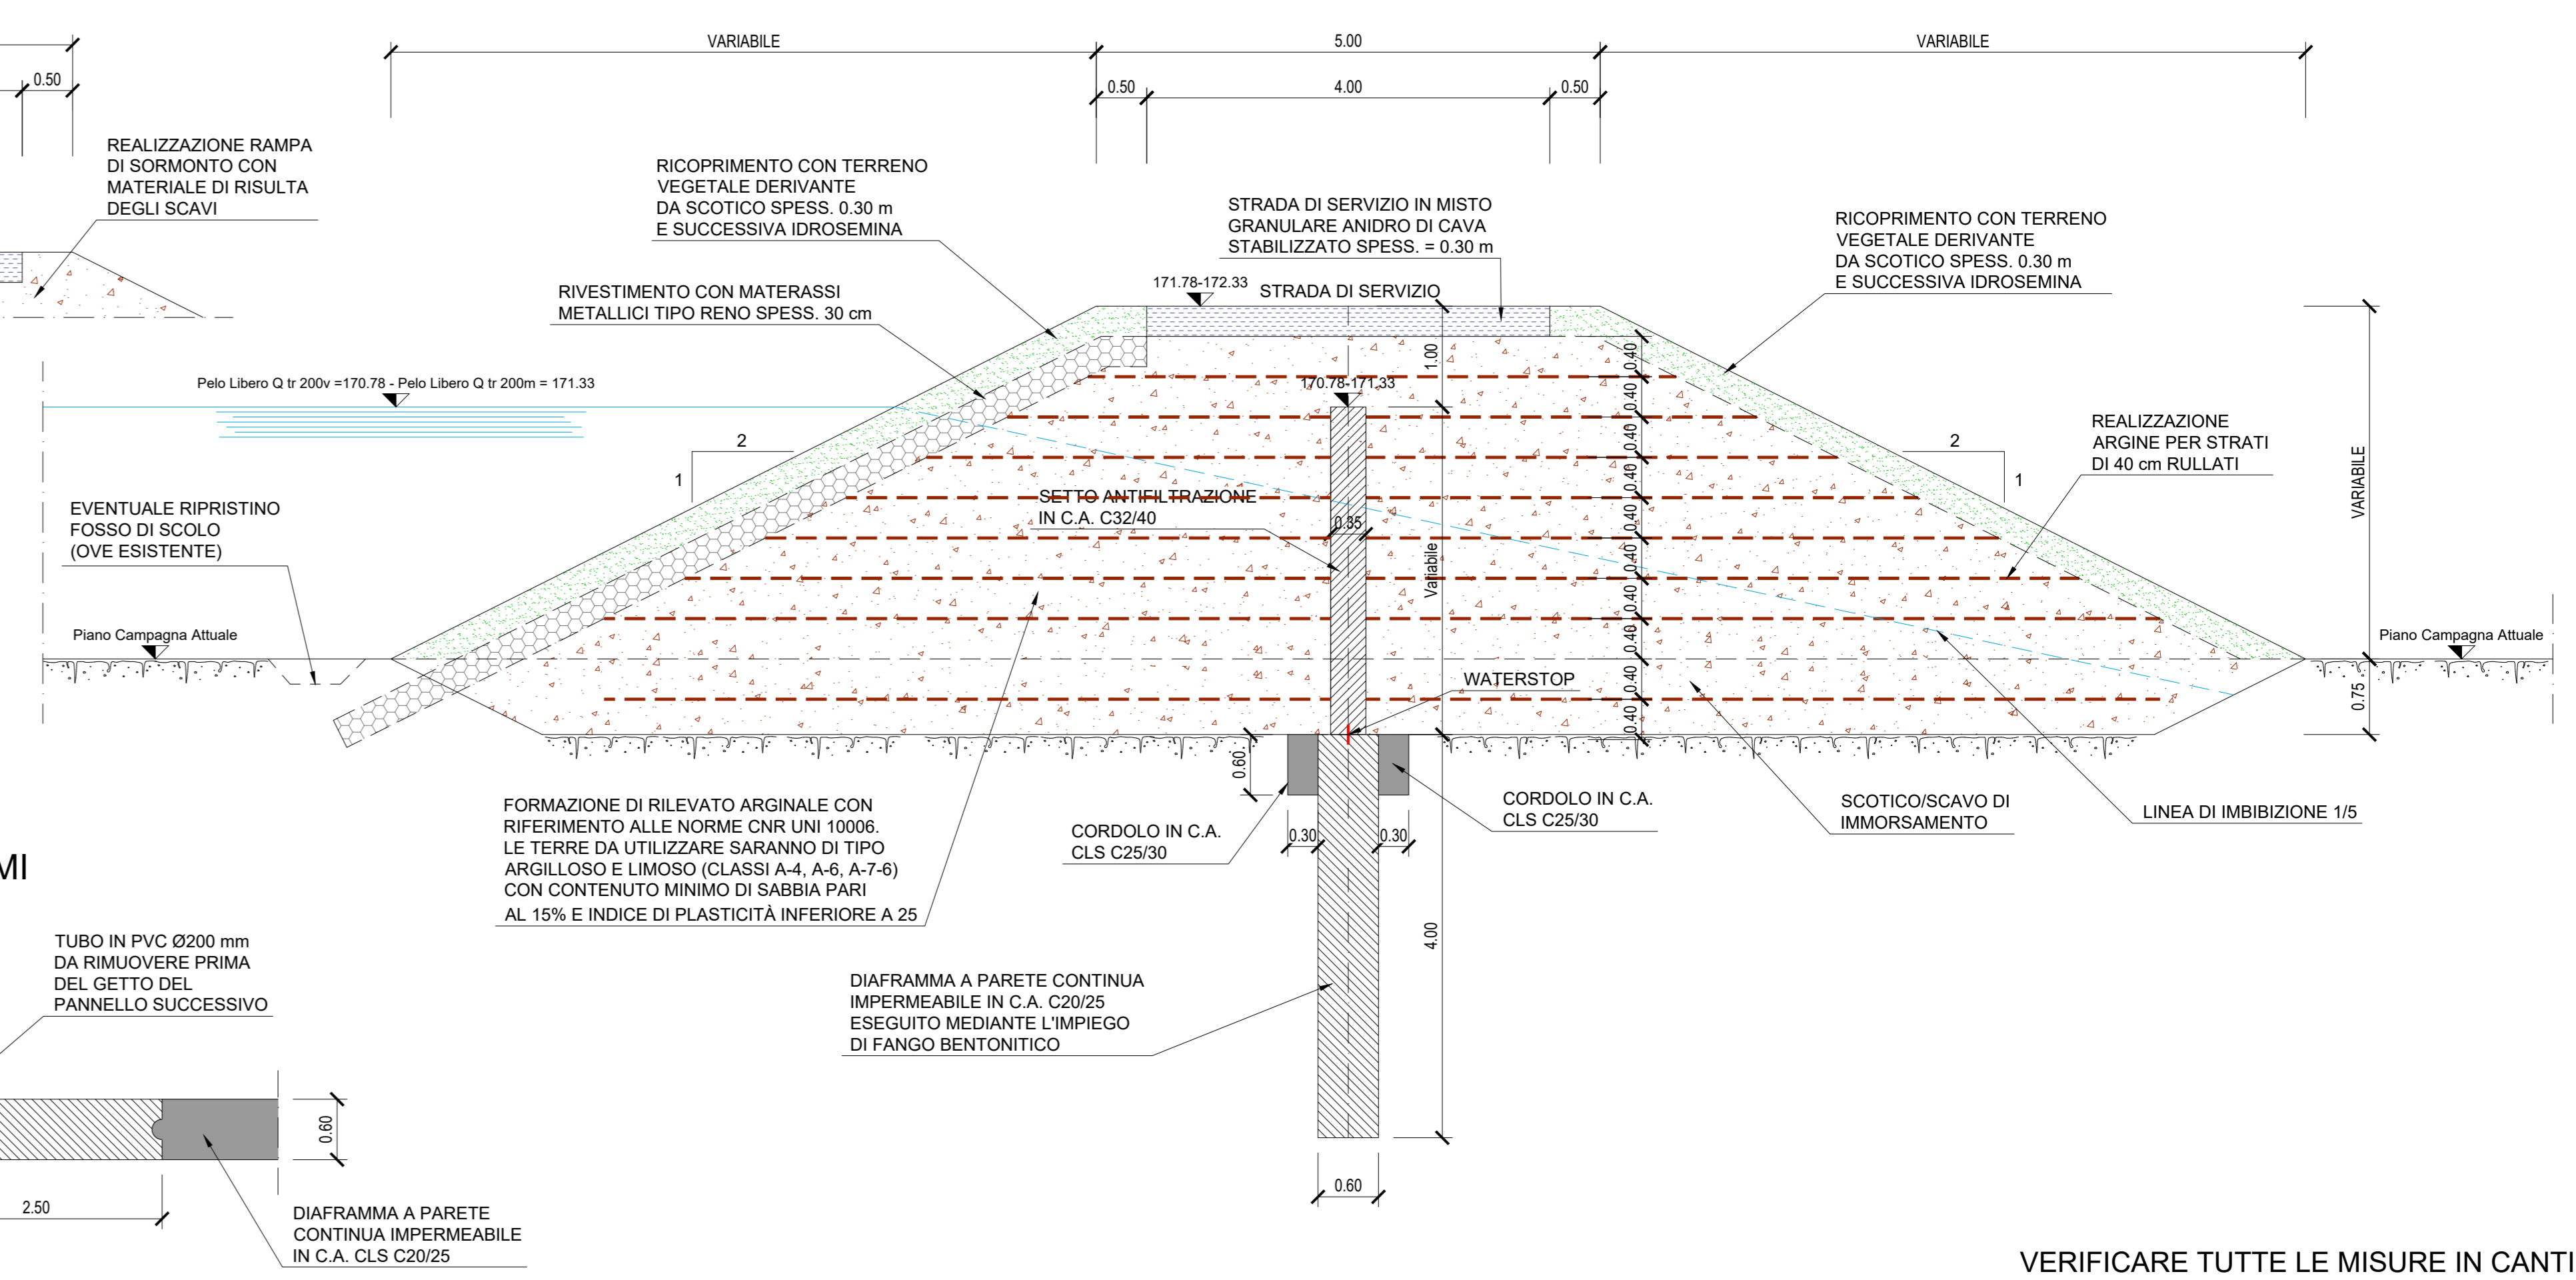 VARIABILE
5.00
VARIABILE
0.50
0.50
4.00
0.50
REALIZZAZIONE RAMPA
DI SORMONTO CON
MATERIALE DI RISULTA
DEGLI SCAVI
RICOPRIMENTO CON TERRENO
VEGETALE DERIVANTE
DA SCOTICO SPESS. 0.30 m
E SUCCESSIVA IDROSEMINA
STRADA DI SERVIZIO IN MISTO
GRANULARE ANIDRO DI CAVA
STABILIZZATO SPESS. = 0.30 m
RICOPRIMENTO CON TERRENO
VEGETALE DERIVANTE
DA SCOTICO SPESS. 0.30 m
E SUCCESSIVA IDROSEMINA
RIVESTIMENTO CON MATERASSI
METALLICI TIPO RENO SPESS. 30 cm
171.78-172.33
STRADA DI SERVIZIO
Pelo Libero Q tr 200v =170.78 - Pelo Libero Q tr 200m = 171.33
1.00
170.78-171.33
0.40
0.40
0.40
0.40
0.40
0.40
0.40
0.40
0.40
0.40
2
1
2
1
REALIZZAZIONE
ARGINE PER STRATI
DI 40 cm RULLATI
VARIABILE
EVENTUALE RIPRISTINO
FOSSO DI SCOLO
(OVE ESISTENTE)
SETTO ANTIFILTRAZIONE
IN C.A. C32/40
0.35
Variabile
Piano Campagna Attuale
Piano Campagna Attuale
WATERSTOP
0.75
0.60
FORMAZIONE DI RILEVATO ARGINALE CON
RIFERIMENTO ALLE NORME CNR UNI 10006.
LE TERRE DA UTILIZZARE SARANNO DI TIPO
ARGILLOSO E LIMOSO (CLASSI A-4, A-6, A-7-6)
CON CONTENUTO MINIMO DI SABBIA PARI
AL 15% E INDICE DI PLASTICITÀ INFERIORE A 25
CORDOLO IN C.A.
CLS C25/30
0.30
0.30
CORDOLO IN C.A.
CLS C25/30
SCOTICO/SCAVO DI
IMMORSAMENTO
LINEA DI IMBIBIZIONE 1/5
MI
4.00
TUBO IN PVC Ø200 mm
DA RIMUOVERE PRIMA
DEL GETTO DEL
PANNELLO SUCCESSIVO
DIAFRAMMA A PARETE CONTINUA
IMPERMEABILE IN C.A. C20/25
ESEGUITO MEDIANTE L'IMPIEGO
DI FANGO BENTONITICO
0.60
0.60
2.50
DIAFRAMMA A PARETE
CONTINUA IMPERMEABILE
IN C.A. CLS C20/25
VERIFICARE TUTTE LE MISURE IN CANTI